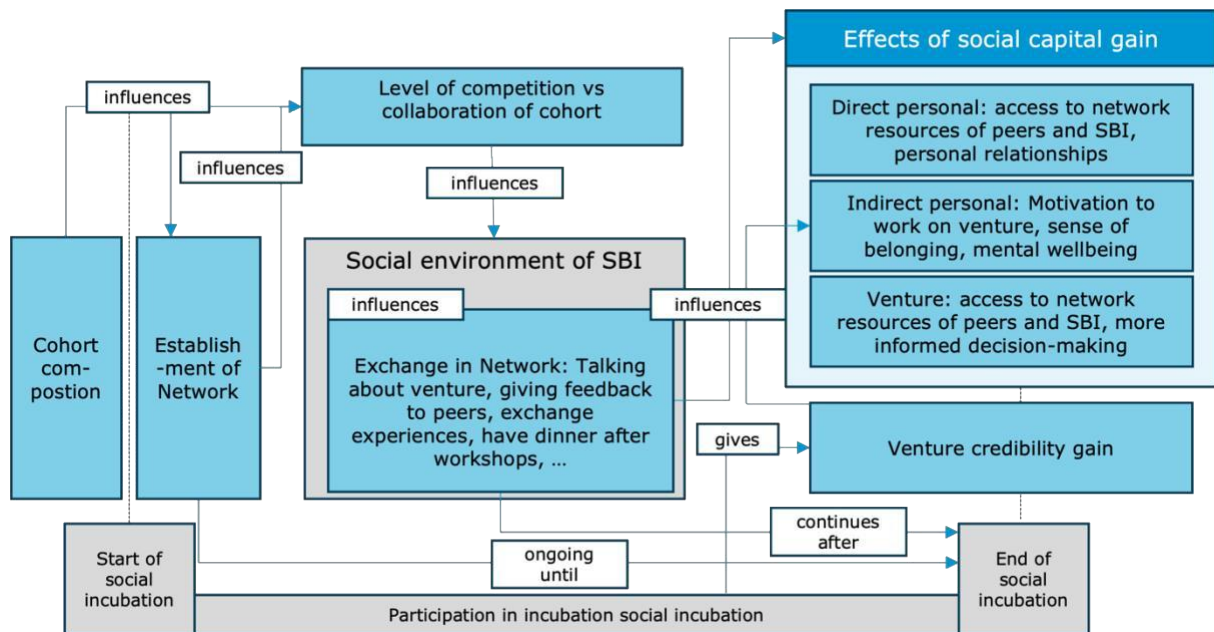 influences
influences
Level of competition vs
collaboration of cohort
influences
Effects of social capital gain
Direct personal: access to network
resources of peers and SBI,
personal relationships
Indirect personal: Motivation to
work on venture, sense of
belonging, mental wellbeing
Venture: access to network
resources of peers and SBI, more
informed decision-making
Cohort
com-
postion
Establish
-ment of
Network
Social environment of SBI
influences
influences
Exchange in Network: Talking
about venture, giving feedback
to peers, exchange
experiences, have dinner after
workshops, ...
gives
Venture credibility gain
continues
after
ongoing
until
Start of
social
incubation
Participation in incubation social incubation
End of
social
incubation